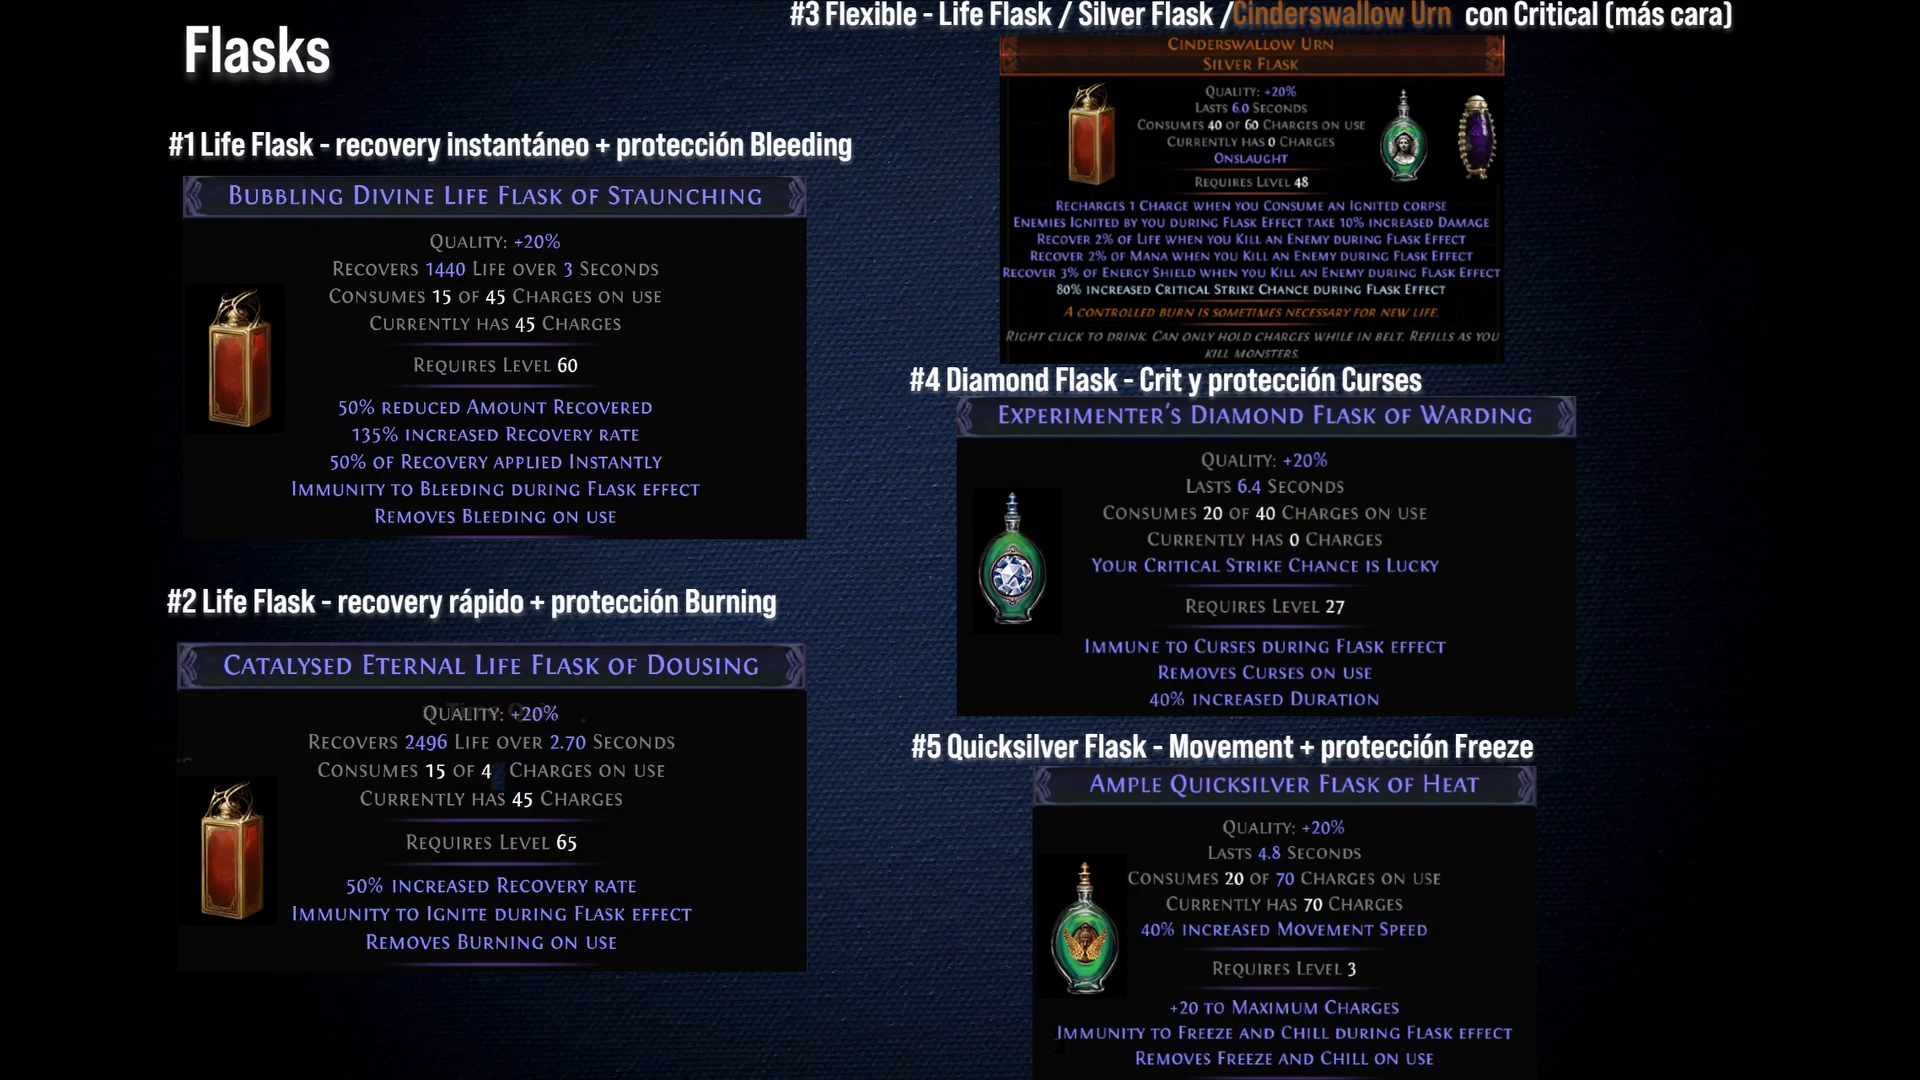 Flasks
#1 Life Flask - recovery instantáneo + protección Bleeding
Bubbling Divine Life Flask of Staunching
Quality: +20%
Recovers 1440 Life over 3 Seconds
Consumes 15 of 45 Charges on use
Currently has 45 Charges
Requires Level 60
50% reduced Amount Recovered
135% increased Recovery rate
50% of Recovery applied Instantly
Immunity to Bleeding during Flask effect
Removes Bleeding on use
#2 Life Flask - recovery rápido + protección Burning
Catalysed Eternal Life Flask of Dousing
Quality: +20%
Recovers 2496 Life over 2.70 Seconds
Consumes 15 of 4 Charges on use
Currently has 45 Charges
Requires Level 65
50% increased Recovery rate
Immunity to Ignite during Flask effect
Removes Burning on use
#3 Flexible - Life Flask / Silver Flask /Cinderswallow Urn con Critical (más cara)
Cinderswallow Urn
Silver Flask
Quality: +20%
Lasts 6.0 Seconds
Consumes 40 of 60 Charges on use
Currently has 0 Charges
Onslaught
Requires Level 48
Recharges 1 Charge when you Consume an Ignited corpse
Enemies Ignited by you during Flask Effect take 10% increased Damage
Recover 2% of Life when you Kill an Enemy during Flask Effect
Recover 2% of Mana when you Kill an Enemy during Flask Effect
Recover 3% of Energy Shield when you Kill an Enemy during Flask Effect
80% increased Critical Strike Chance during Flask Effect
A controlled burn is sometimes necessary for new life.
Right click to drink. Can only hold charges while in belt. Refills as you
kill monsters.
#4 Diamond Flask - Crit y protección Curses
Experimenter's Diamond Flask of Warding
Quality: +20%
Lasts 6.4 Seconds
Consumes 20 of 40 Charges on use
Currently has 0 Charges
Your Critical Strike Chance is Lucky
Requires Level 27
Immune to Curses during Flask effect
Removes Curses on use
40% increased Duration
#5 Quicksilver Flask - Movement + protección Freeze
Ample Quicksilver Flask of Heat
Quality: +20%
Lasts 4.8 Seconds
Consumes 20 of 70 Charges on use
Currently has 70 Charges
40% increased Movement Speed
Requires Level 3
+20 to Maximum Charges
Immunity to Freeze and Chill during Flask effect
Removes Freeze and Chill on use